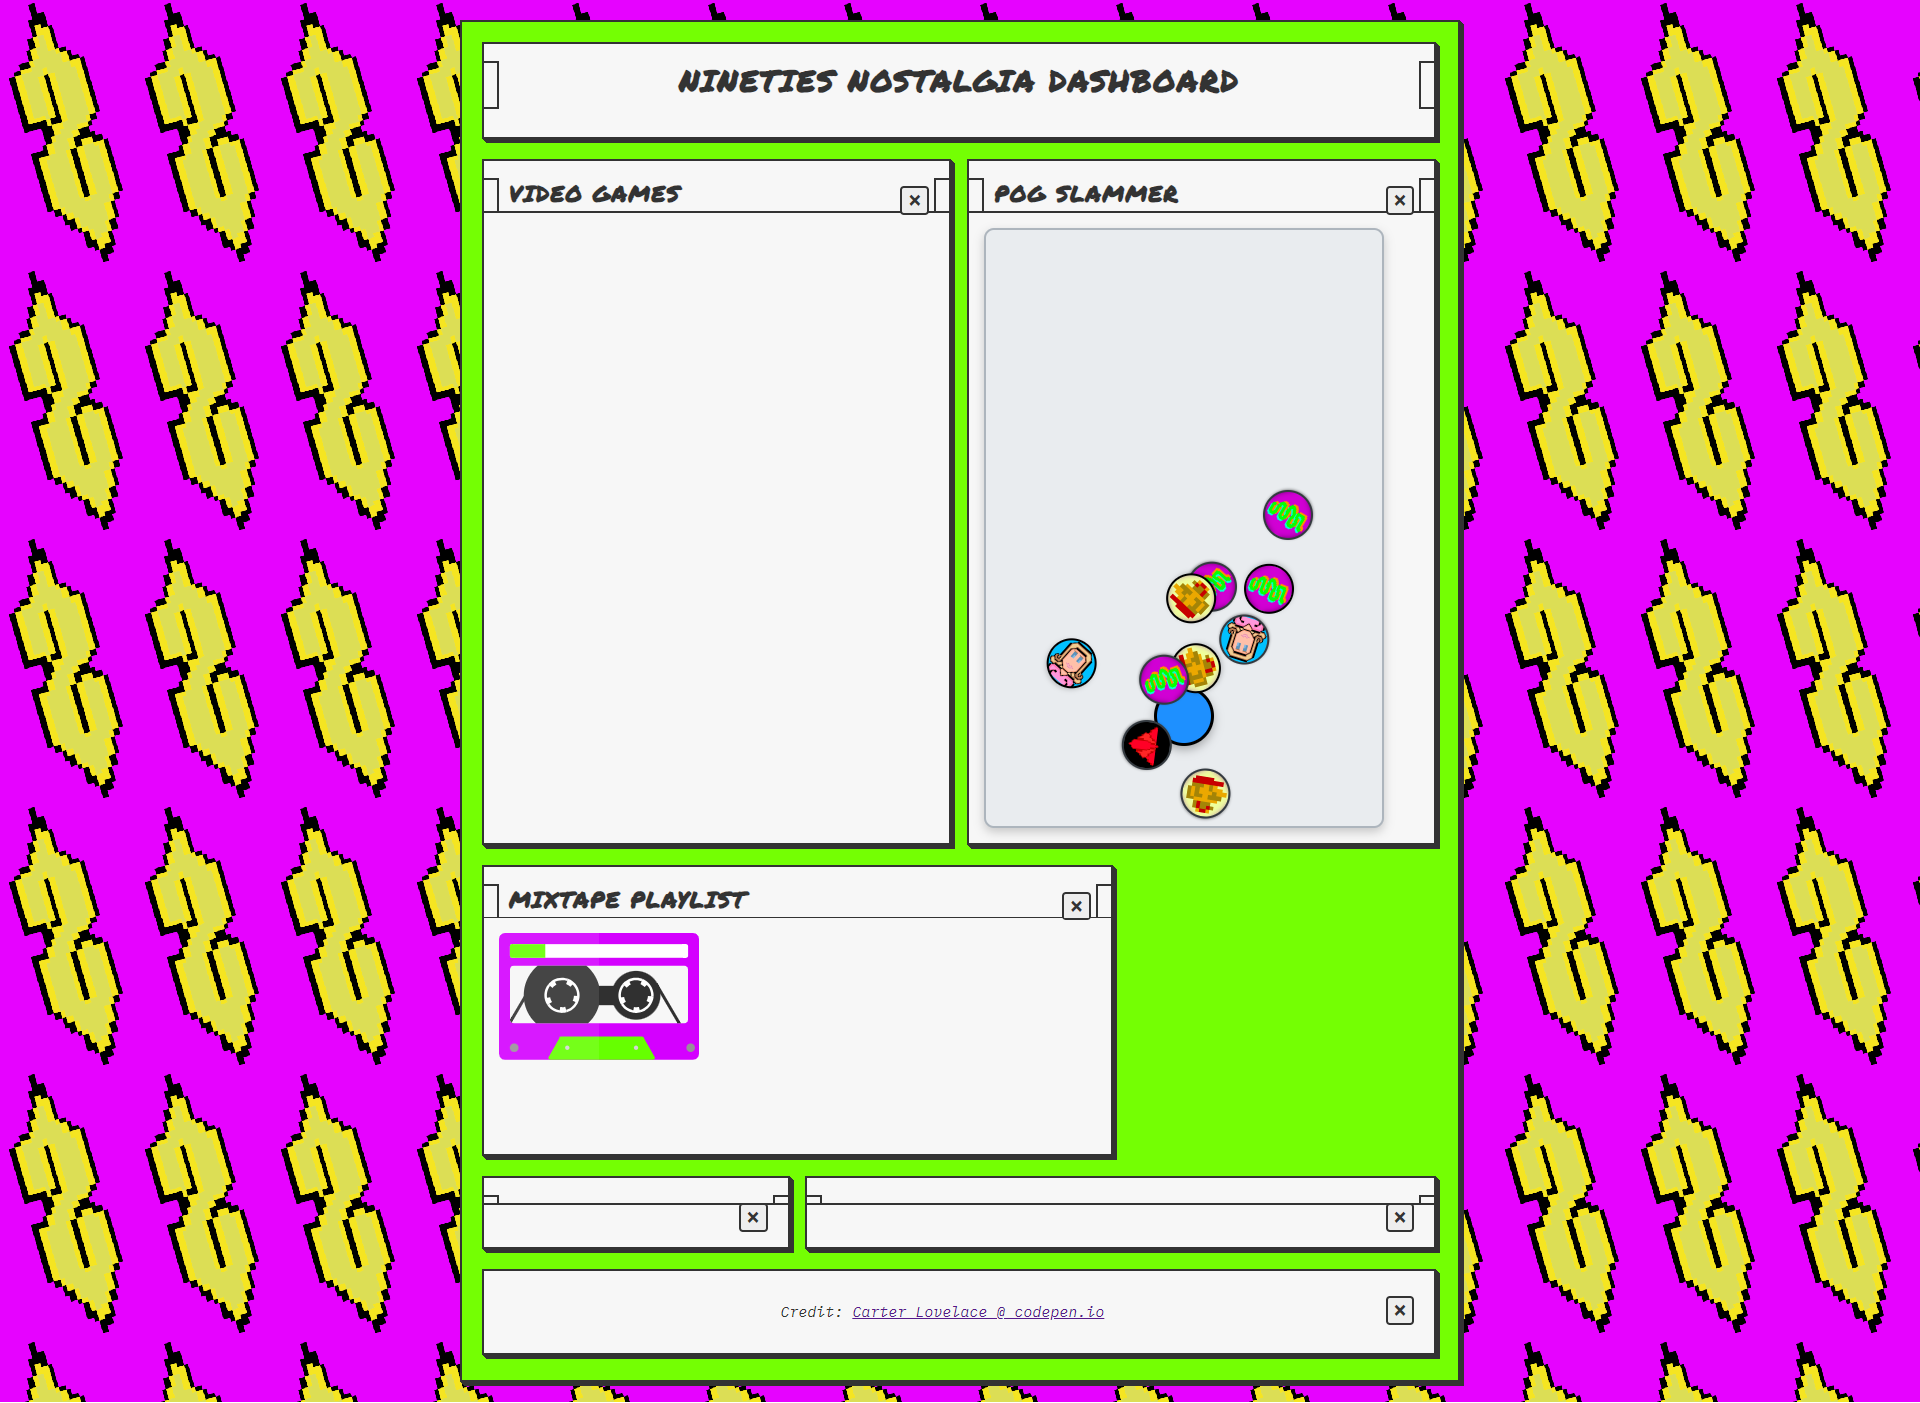 NINETIES NOSTALGIA DASHBOARD
VIDEO GAMES
×
POG SLAMMER
×
MIXTAPE PLAYLIST
×
×
×
Credit: Carter Lovelace @ codepen.io
×